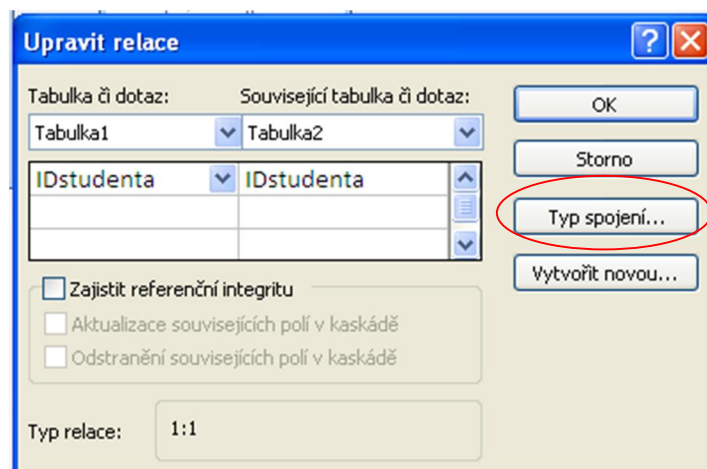 Upravit relace
Tabulka či dotaz: Související tabulka či dotaz:
Tabulka1 Tabulka2
IDstudenta IDstudenta
Zajistit referenční integritu
Aktualizace souvisejících polí v kaskádě
Odstranění souvisejících polí v kaskádě
Typ relace: 1:1
OK
Storno
Typ spojení...
Vytvořit novou...